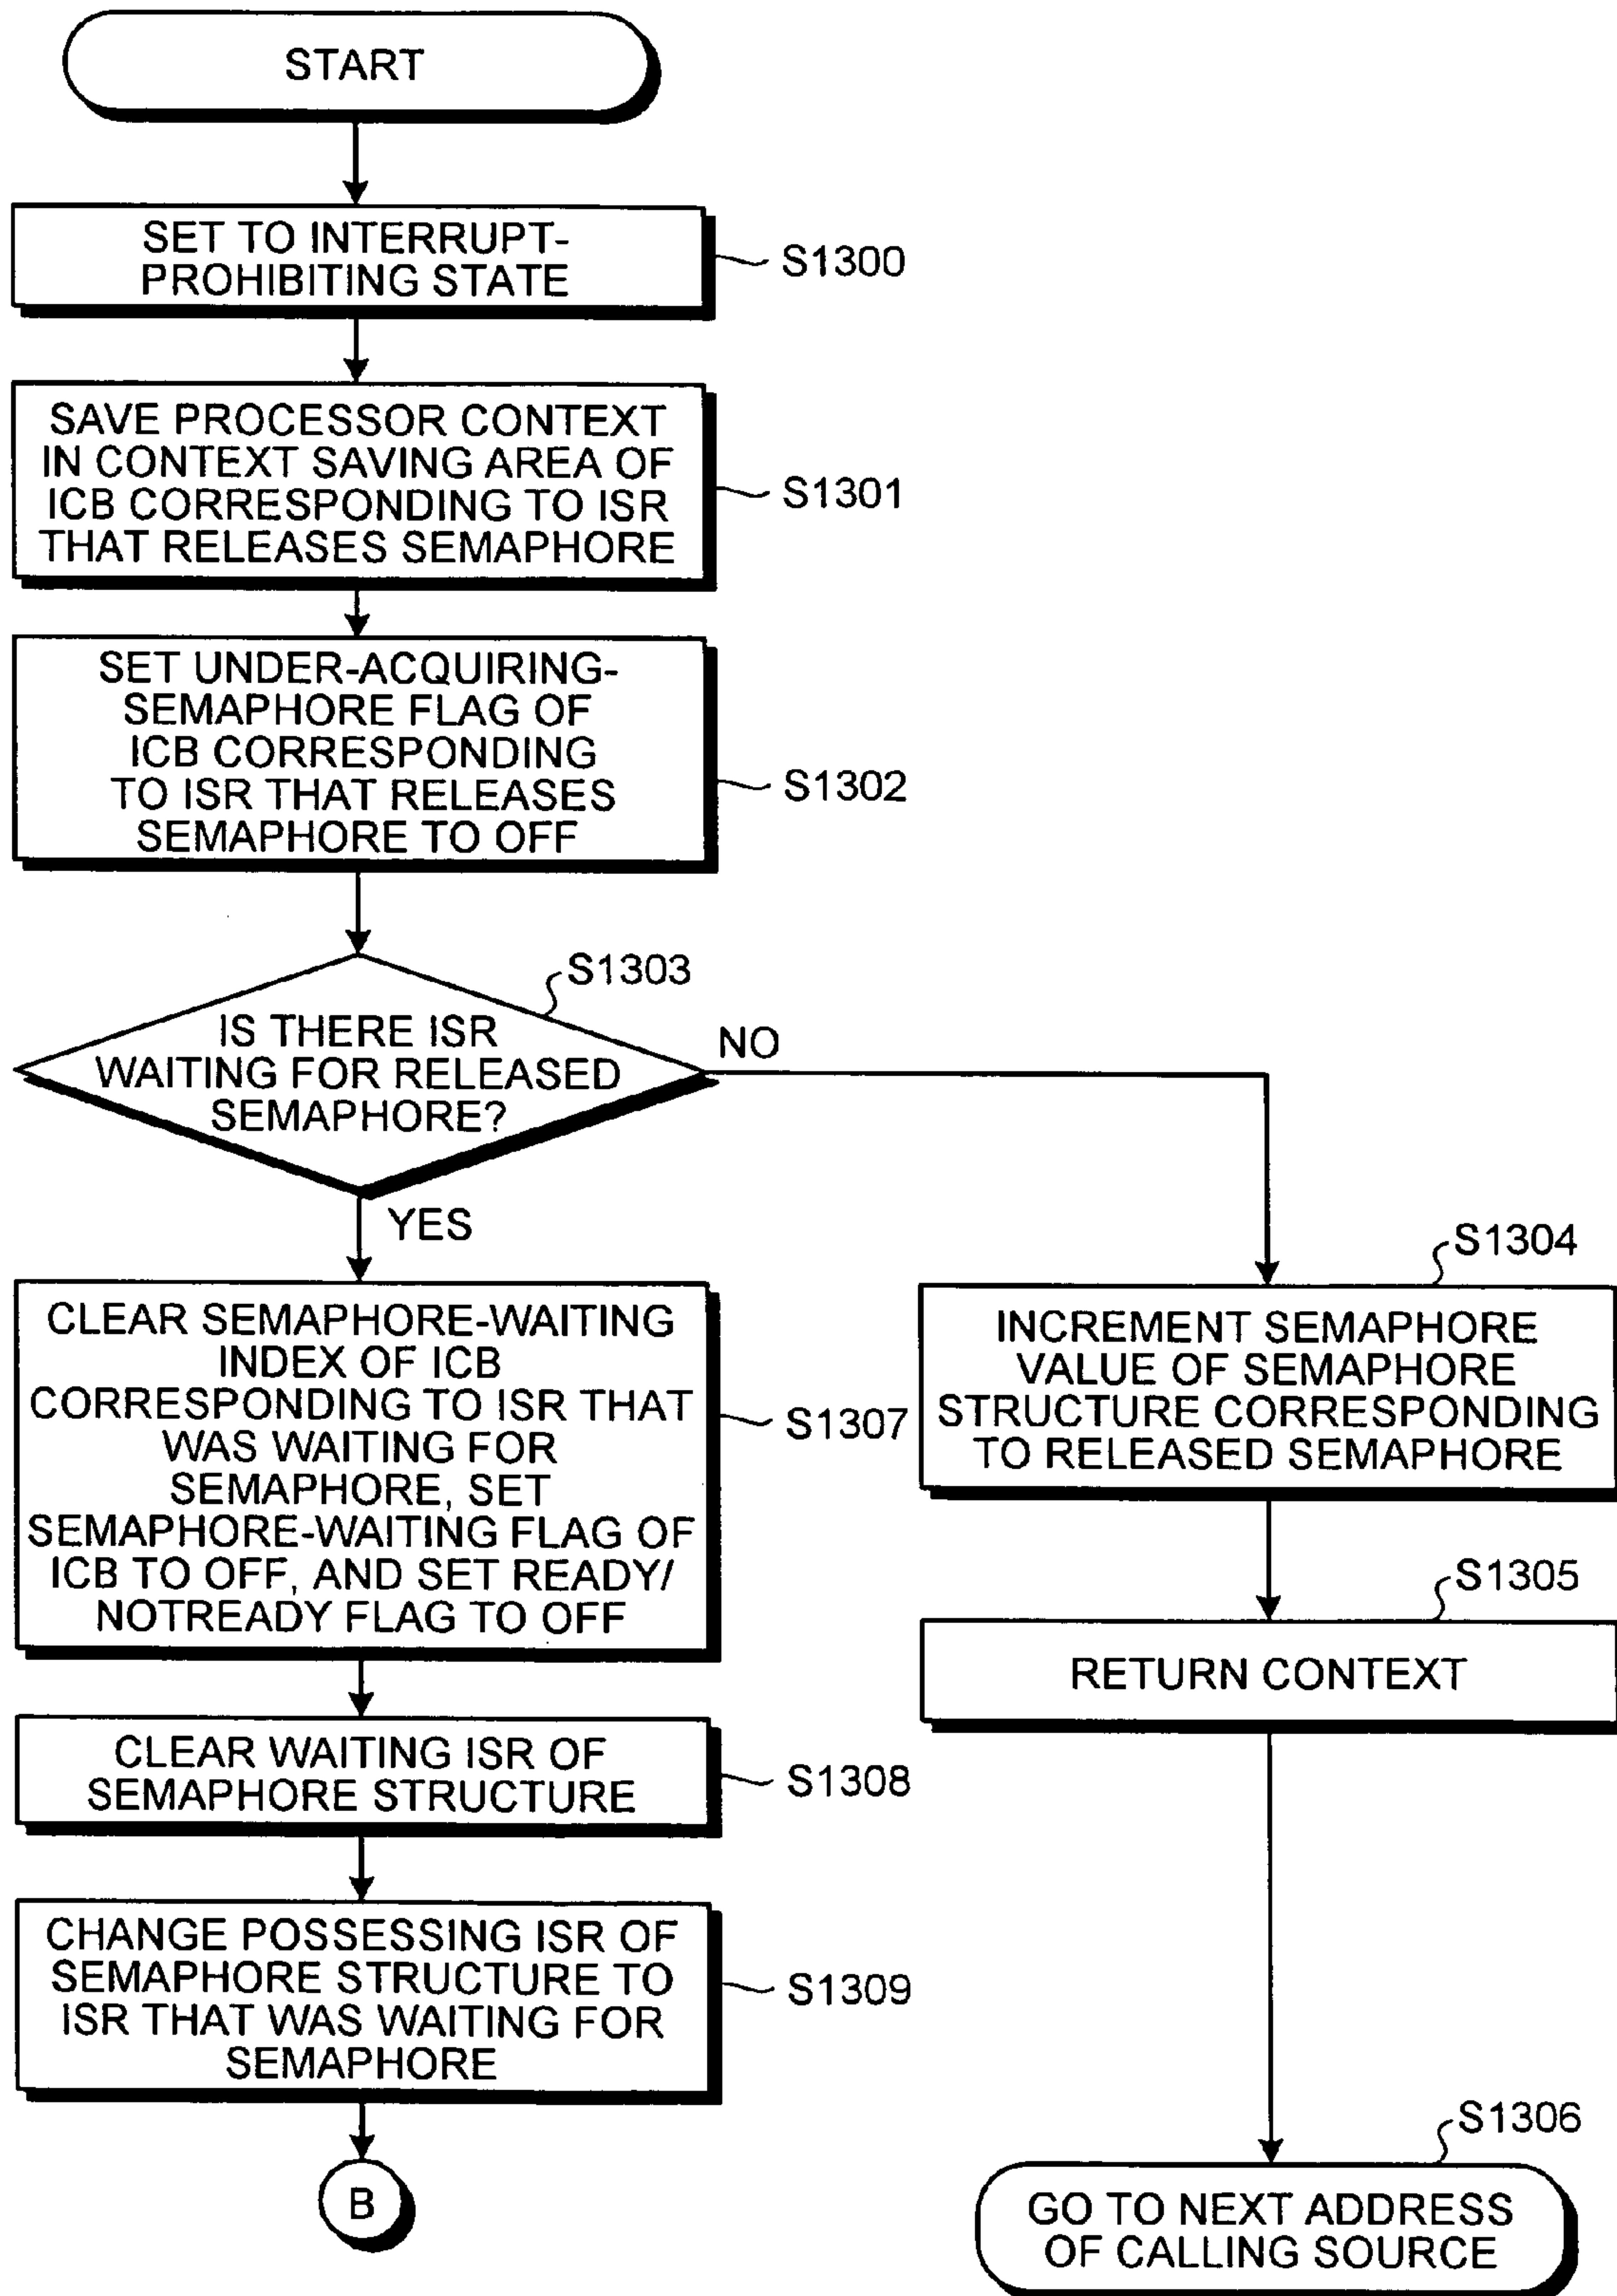 START
SET TO INTERRUPT-
PROHIBITING STATE
S1300
SAVE PROCESSOR CONTEXT
IN CONTEXT SAVING AREA OF
ICB CORRESPONDING TO ISR
THAT RELEASES SEMAPHORE
S1301
SET UNDER-ACQUIRING-
SEMAPHORE FLAG OF
ICB CORRESPONDING
TO ISR THAT RELEASES
SEMAPHORE TO OFF
S1302
S1303
IS THERE ISR
WAITING FOR RELEASED
SEMAPHORE?
NO
YES
CLEAR SEMAPHORE-WAITING
INDEX OF ICB
CORRESPONDING TO ISR THAT
WAS WAITING FOR
SEMAPHORE, SET
SEMAPHORE-WAITING FLAG OF
ICB TO OFF, AND SET READY/
NOTREADY FLAG TO OFF
S1307
CLEAR WAITING ISR OF
SEMAPHORE STRUCTURE
S1308
CHANGE POSSESSING ISR OF
SEMAPHORE STRUCTURE TO
ISR THAT WAS WAITING FOR
SEMAPHORE
S1309
B
S1304
INCREMENT SEMAPHORE
VALUE OF SEMAPHORE
STRUCTURE CORRESPONDING
TO RELEASED SEMAPHORE
S1305
RETURN CONTEXT
S1306
GO TO NEXT ADDRESS
OF CALLING SOURCE